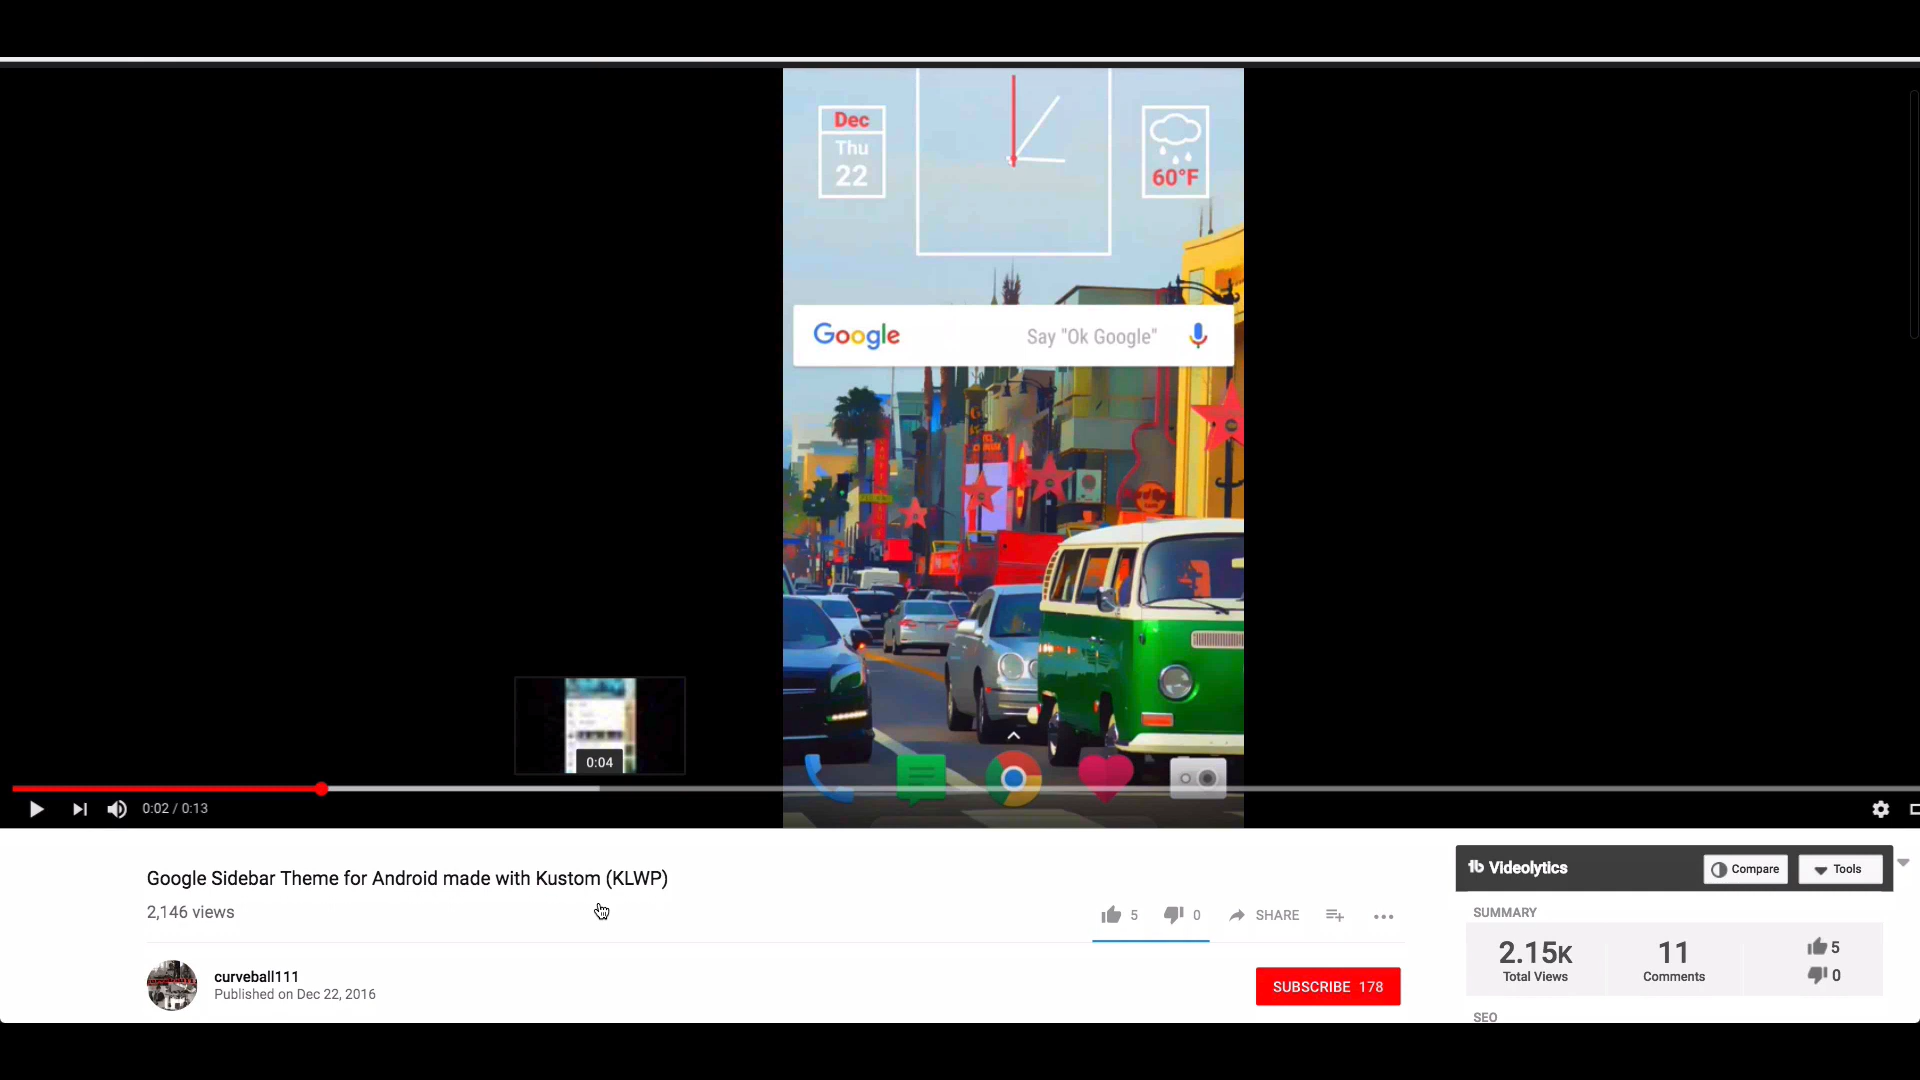 Dec
Thu
22
60°F
Google
Say "Ok Google"
0:04
0:02 / 0:13
Google Sidebar Theme for Android made with Kustom (KLWP)
2,146 views
5
0
SHARE
curveball111
Published on Dec 22, 2016
SUBSCRIBE 178
Videolytics
Compare
Tools
SUMMARY
2.15K
Total Views
11
Comments
5
0
SEO